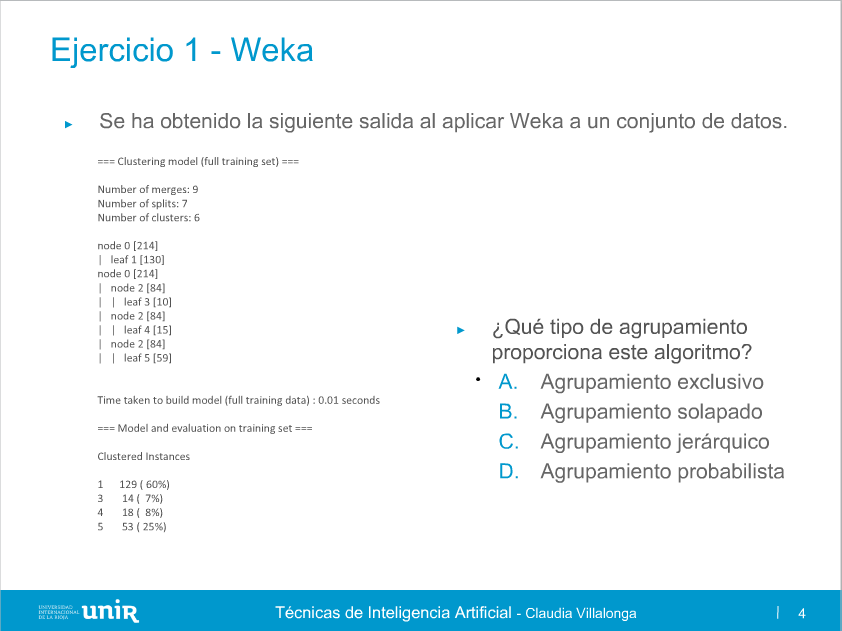 Ejercicio 1 - Weka
► Se ha obtenido la siguiente salida al aplicar Weka a un conjunto de datos.
=== Clustering model (full training set) ===
Number of merges: 9
Number of splits: 7
Number of clusters: 6
node 0 [214]
|   leaf 1 [130]
node 0 [214]
|   node 2 [84]
|   |   leaf 3 [10]
|   node 2 [84]
|   |   leaf 4 [15]
|   node 2 [84]
|   |   leaf 5 [59]
Time taken to build model (full training data) : 0.01 seconds
=== Model and evaluation on training set ===
Clustered Instances
1 129 ( 60%)
3 14 ( 7%)
4 18 ( 8%)
5 53 ( 25%)
► ¿Qué tipo de agrupamiento
proporciona este algoritmo?
• A. Agrupamiento exclusivo
B. Agrupamiento solapado
C. Agrupamiento jerárquico
D. Agrupamiento probabilista
UNIVERSIDAD
INTERNACIONAL
DE LA RIOJA
unir
Técnicas de Inteligencia Artificial - Claudia Villalonga
| 4